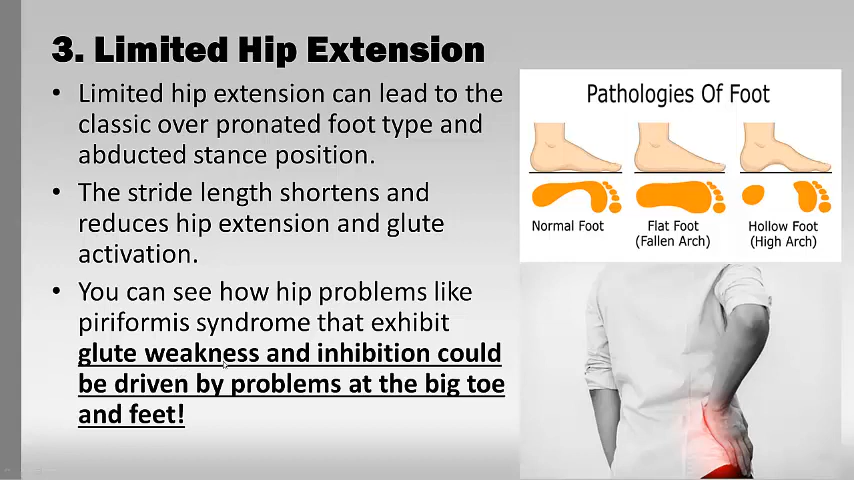 3. Limited Hip Extension
• Limited hip extension can lead to the
classic over pronated foot type and
abducted stance position.
• The stride length shortens and
reduces hip extension and glute
activation.
• You can see how hip problems like
piriformis syndrome that exhibit
glute weakness and inhibition could
be driven by problems at the big toe
and feet!
Pathologies Of Foot
Normal Foot
Flat Foot
(Fallen Arch)
Hollow Foot
(High Arch)